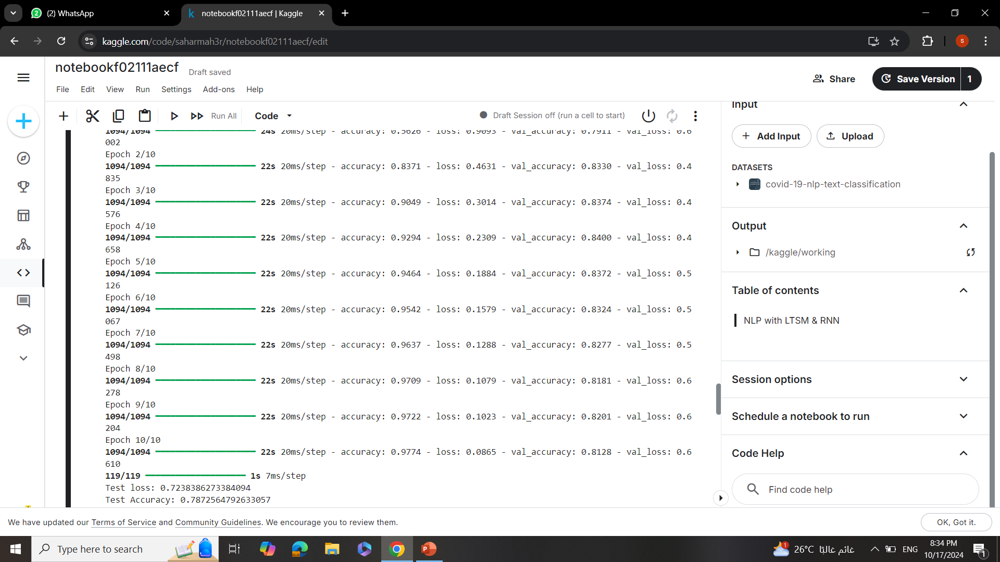 (2) WhatsApp
notebookf02111aecf | Kaggle
kaggle.com/code/saharmah3r/notebookf02111aecf/edit
S
notebookf02111aecf
Draft saved
File Edit View Run Settings Add-ons Help
Share
Save Version 1
Run All
Code
Draft Session off (run a cell to start)
1094/1094 24s 20ms/step - accuracy: 0.5626 - loss: 0.9093 - val_accuracy: 0.7911 - val_loss: 0.6
002
Epoch 2/10
1094/1094 22s 20ms/step - accuracy: 0.8371 - loss: 0.4631 - val_accuracy: 0.8330 - val_loss: 0.4
835
Epoch 3/10
1094/1094 22s 20ms/step - accuracy: 0.9049 - loss: 0.3014 - val_accuracy: 0.8374 - val_loss: 0.4
576
Epoch 4/10
1094/1094 22s 20ms/step - accuracy: 0.9294 - loss: 0.2309 - val_accuracy: 0.8400 - val_loss: 0.4
658
Epoch 5/10
1094/1094 22s 20ms/step - accuracy: 0.9464 - loss: 0.1884 - val_accuracy: 0.8372 - val_loss: 0.5
126
Epoch 6/10
1094/1094 22s 20ms/step - accuracy: 0.9542 - loss: 0.1579 - val_accuracy: 0.8324 - val_loss: 0.5
067
Epoch 7/10
1094/1094 22s 20ms/step - accuracy: 0.9637 - loss: 0.1288 - val_accuracy: 0.8277 - val_loss: 0.5
498
Epoch 8/10
1094/1094 22s 20ms/step - accuracy: 0.9709 - loss: 0.1079 - val_accuracy: 0.8181 - val_loss: 0.6
278
Epoch 9/10
1094/1094 22s 20ms/step - accuracy: 0.9722 - loss: 0.1023 - val_accuracy: 0.8201 - val_loss: 0.6
204
Epoch 10/10
1094/1094 22s 20ms/step - accuracy: 0.9774 - loss: 0.0865 - val_accuracy: 0.8128 - val_loss: 0.6
610
119/119 1s 7ms/step
Test loss: 0.7238386273384094
Test Accuracy: 0.7872564792633057
Input
Add Input
Upload
DATASETS
covid-19-nlp-text-classification
Output
/kaggle/working
Table of contents
NLP with LTSM & RNN
Session options
Schedule a notebook to run
Code Help
Find code help
We have updated our Terms of Service and Community Guidelines. We encourage you to review them.
OK, Got it.
Type here to search
1
26°C غائم غالبًا
ENG
8:34 PM
10/17/2024
1